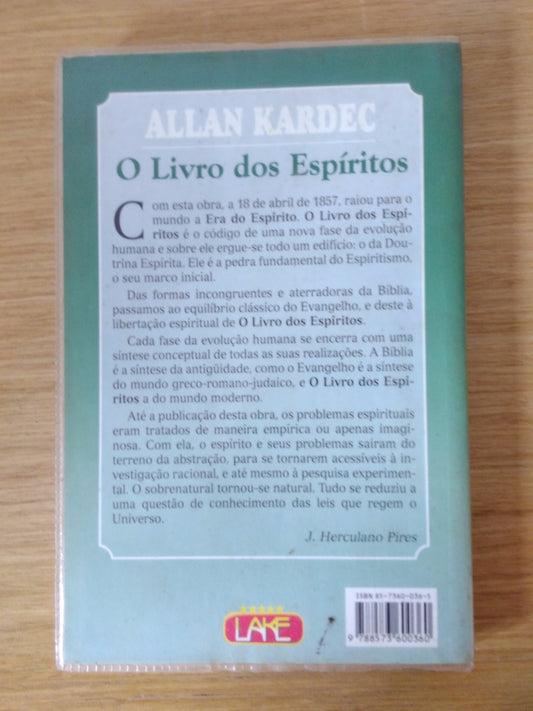 ALLAN KARDEC
O Livro dos Espíritos
Com esta obra, a 18 de abril de 1857, raiou para o
mundo a Era do Espírito. O Livro dos Espí-
ritos é o código de uma nova fase da evolução
humana e sobre ele ergue-se todo um edifício: o da Dou-
trina Espírita. Ele é a pedra fundamental do Espiritismo,
o seu marco inicial.
Das formas incongruentes e aterradoras da Bíblia,
passamos ao equilíbrio clássico do Evangelho, e deste à
libertação espiritual de O Livro dos Espíritos.
Cada fase da evolução humana se encerra com uma
síntese conceptual de todas as suas realizações. A Bíblia
é a síntese da antigüidade, como o Evangelho é a síntese
do mundo greco-romano-judaico, e O Livro dos Espí-
ritos a do mundo moderno.
Até a publicação desta obra, os problemas espirituais
eram tratados de maneira empírica ou apenas imagi-
nosa. Com ela, o espírito e seus problemas saíram do
terreno da abstração, para se tornarem acessíveis à in-
vestigação racional, e até mesmo à pesquisa experimen-
tal. O sobrenatural tornou-se natural. Tudo se reduziu a
uma questão de conhecimento das leis que regem o
Universo.
J. Herculano Pires
LAKE
ISBN 85-7360-036-5
9 788573 600360